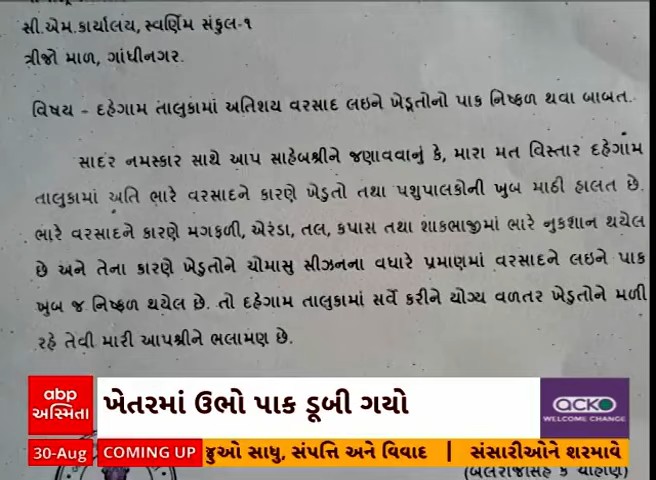 સી.એમ.કાર્યાલય, સ્વર્ણિમ સંકુલ-૧
ત્રીજો માળ, ગાંધીનગર.
વિષય - દહેગામ તાલુકામાં અતિશય વરસાદ લઇને ખેડૂતોનો પાક નિષ્ફળ થવા બાબત.
સાદર નમસ્કાર સાથે આપ સાહેબશ્રીને જણાવવાનું કે, મારા મત વિસ્તાર દહેગામ
તાલુકામાં અતિ ભારે વરસાદને કારણે ખેડુતો તથા પશુપાલકોની ખુબ માઠી હાલત છે.
ભારે વરસાદને કારણે મગફળી, એરંડા, તલ, કપાસ તથા શાકભાજીમાં ભારે નુકશાન થયેલ
છે અને તેના કારણે ખેડુતોને ચોમાસુ સીઝનના વધારે પ્રમાણમાં વરસાદને લઇને પાક
ખુબ જ નિષ્ફળ થયેલ છે. તો દહેગામ તાલુકામાં સર્વે કરીને યોગ્ય વળતર ખેડુતોને મળી
રહે તેવી મારી આપશ્રીને ભલામણ છે.
abp અસ્મિતા
ખેતરમાં ઉભો પાક ડૂબી ગયો
acko
WELCOME CHANGE
30-Aug COMING UP સાધુ, સંપત્તિ અને વિવાદ | સંસારીઓને શરમાવે
(બલરાજસિંહ કે ચૌહાણ)